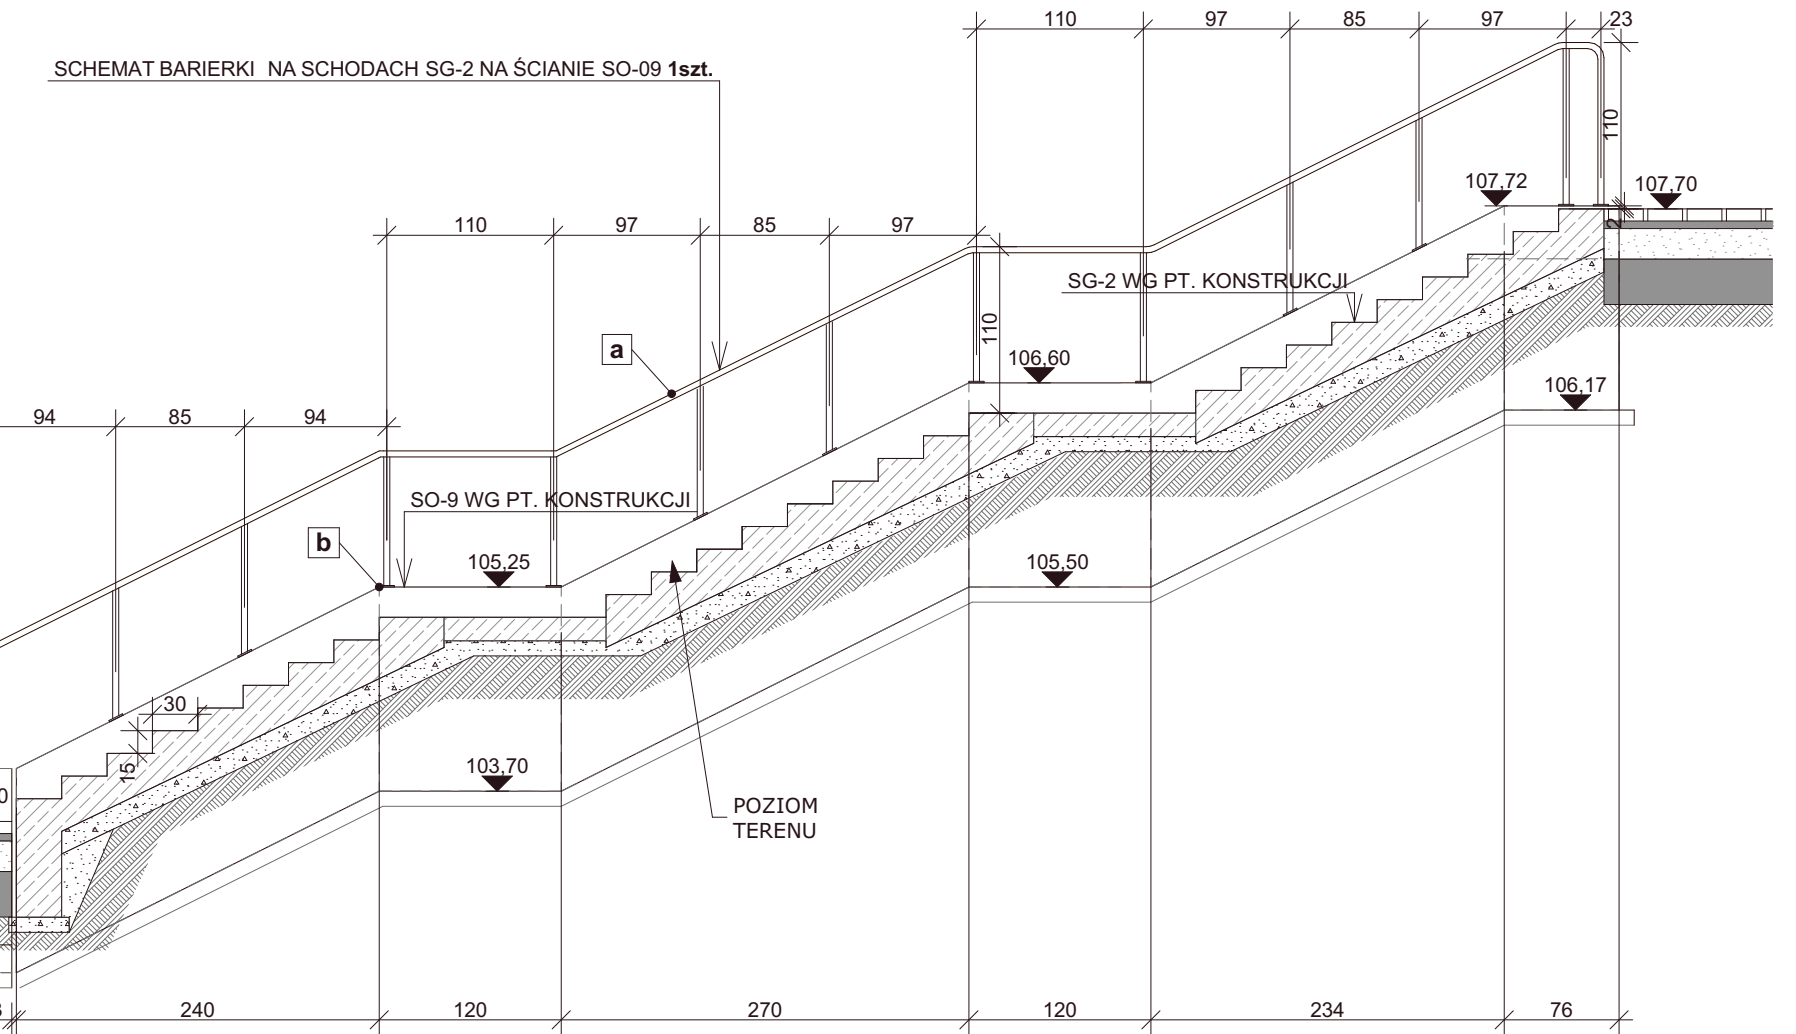 110 97 85 97 23
SCHEMAT BARIERKI NA SCHODACH SG-2 NA ŚCIANIE SO-09 1szt.
110
107,72 107,70
2
110 97 85 97
SG-2 WG PT. KONSTRUKCJI
110
a
106,60
106,17
94 85 94
SO-9 WG PT. KONSTRUKCJI
b
105,25
105,50
30
15
103,70
POZIOM
TERENU
240 120 270 120 234 76